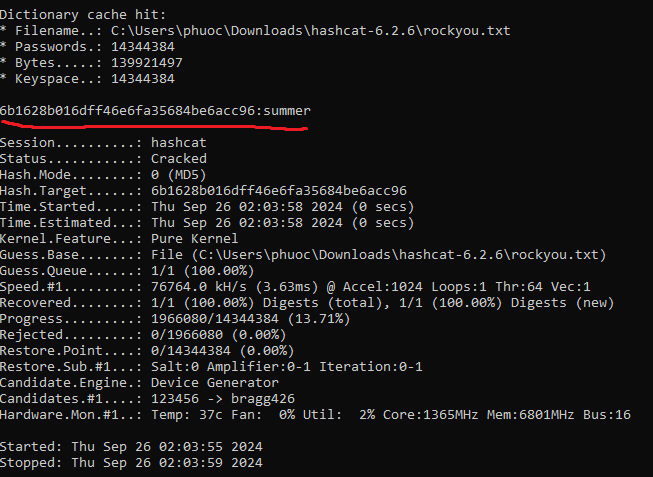 Dictionary cache hit:
* Filename..: C:\Users\phuoc\Downloads\hashcat-6.2.6\rockyou.txt
* Passwords.: 14344384
* Bytes.....: 139921497
* Keyspace..: 14344384
6b1628b016dff46e6fa35684be6acc96:summer
Session..........: hashcat
Status...........: Cracked
Hash.Mode........: 0 (MD5)
Hash.Target......: 6b1628b016dff46e6fa35684be6acc96
Time.Started.....: Thu Sep 26 02:03:58 2024 (0 secs)
Time.Estimated...: Thu Sep 26 02:03:58 2024 (0 secs)
Kernel.Feature...: Pure Kernel
Guess.Base.......: File (C:\Users\phuoc\Downloads\hashcat-6.2.6\rockyou.txt)
Guess.Queue......: 1/1 (100.00%)
Speed.#1.........: 76764.0 kH/s (3.63ms) @ Accel:1024 Loops:1 Thr:64 Vec:1
Recovered........: 1/1 (100.00%) Digests (total), 1/1 (100.00%) Digests (new)
Progress.........: 1966080/14344384 (13.71%)
Rejected.........: 0/1966080 (0.00%)
Restore.Point....: 0/14344384 (0.00%)
Restore.Sub.#1...: Salt:0 Amplifier:0-1 Iteration:0-1
Candidate.Engine.: Device Generator
Candidates.#1....: 123456 -> bragg426
Hardware.Mon.#1..: Temp: 37c Fan:  0% Util:  2% Core:1365MHz Mem:6801MHz Bus:16
Started: Thu Sep 26 02:03:55 2024
Stopped: Thu Sep 26 02:03:59 2024